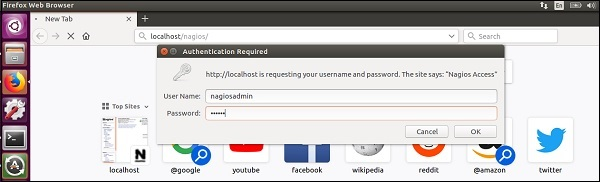 Firefox Web Browser
En
New Tab
localhost/nagios/
Search
Authentication Required
http://localhost is requesting your username and password. The site says: "Nagios Access"
User Name: nagiosadmin
Password: ••••••
Cancel OK
Top Sites
N
localhost @google youtube facebook wikipedia reddit @amazon twitter